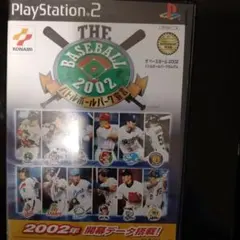 PlayStation 2
KONAMI
THE
BASEBALL
2002
バトルボールパーク宣言
2002年 開幕データ搭載!